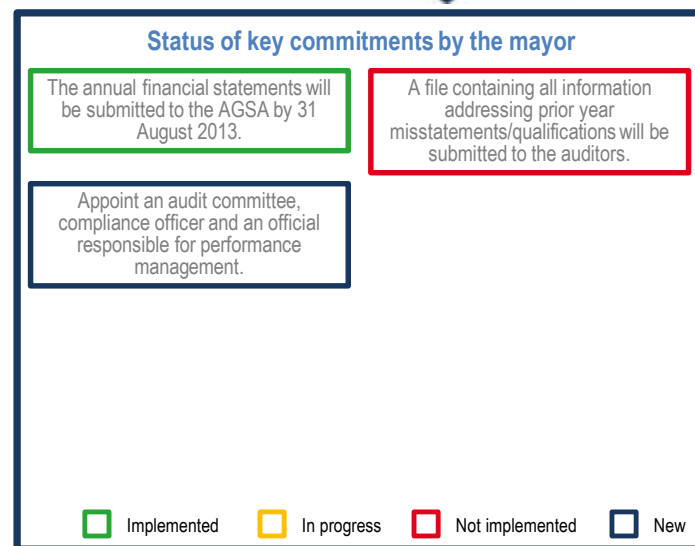 Status of key commitments by the mayor
The annual financial statements will
be submitted to the AGSA by 31
August 2013.
A file containing all information
addressing prior year
misstatements/qualifications will be
submitted to the auditors.
Appoint an audit committee,
compliance officer and an official
responsible for performance
management.
Implemented
In progress
Not implemented
New